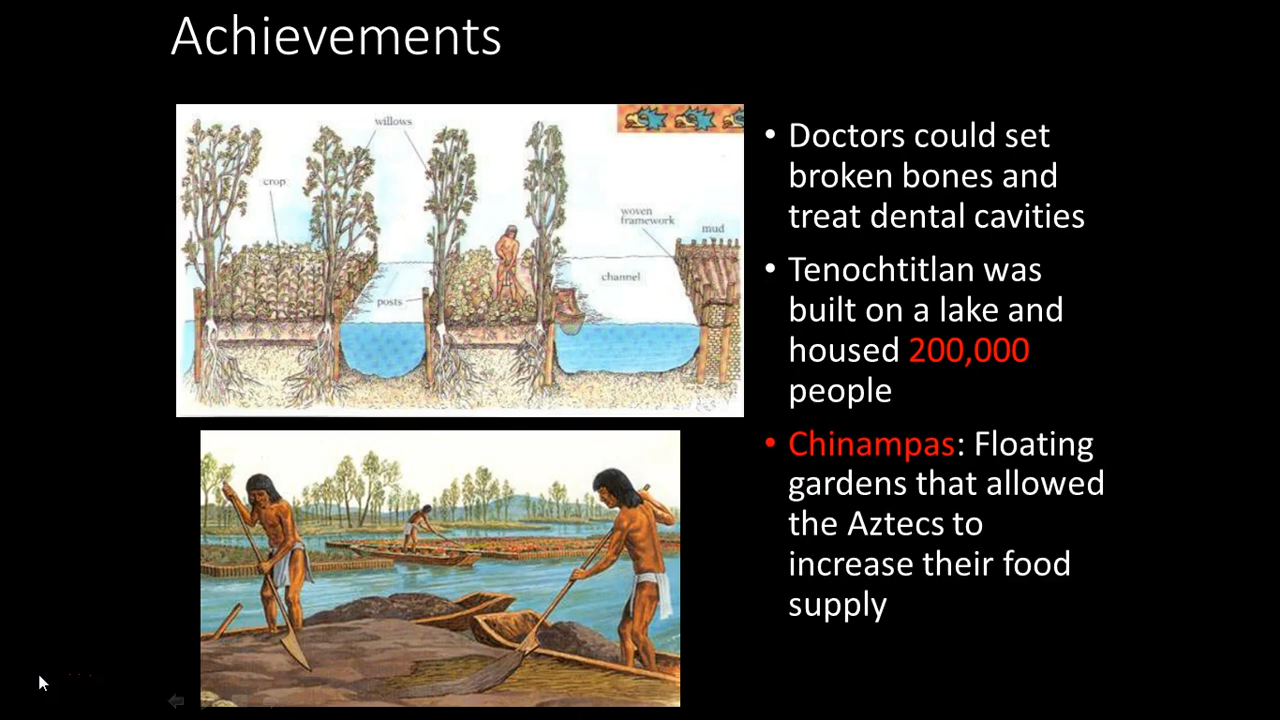 Achievements
willows
crop
woven
framework
mud
channel
posts
• Doctors could set
broken bones and
treat dental cavities
• Tenochtitlan was
built on a lake and
housed 200,000
people
• Chinampas: Floating
gardens that allowed
the Aztecs to
increase their food
supply